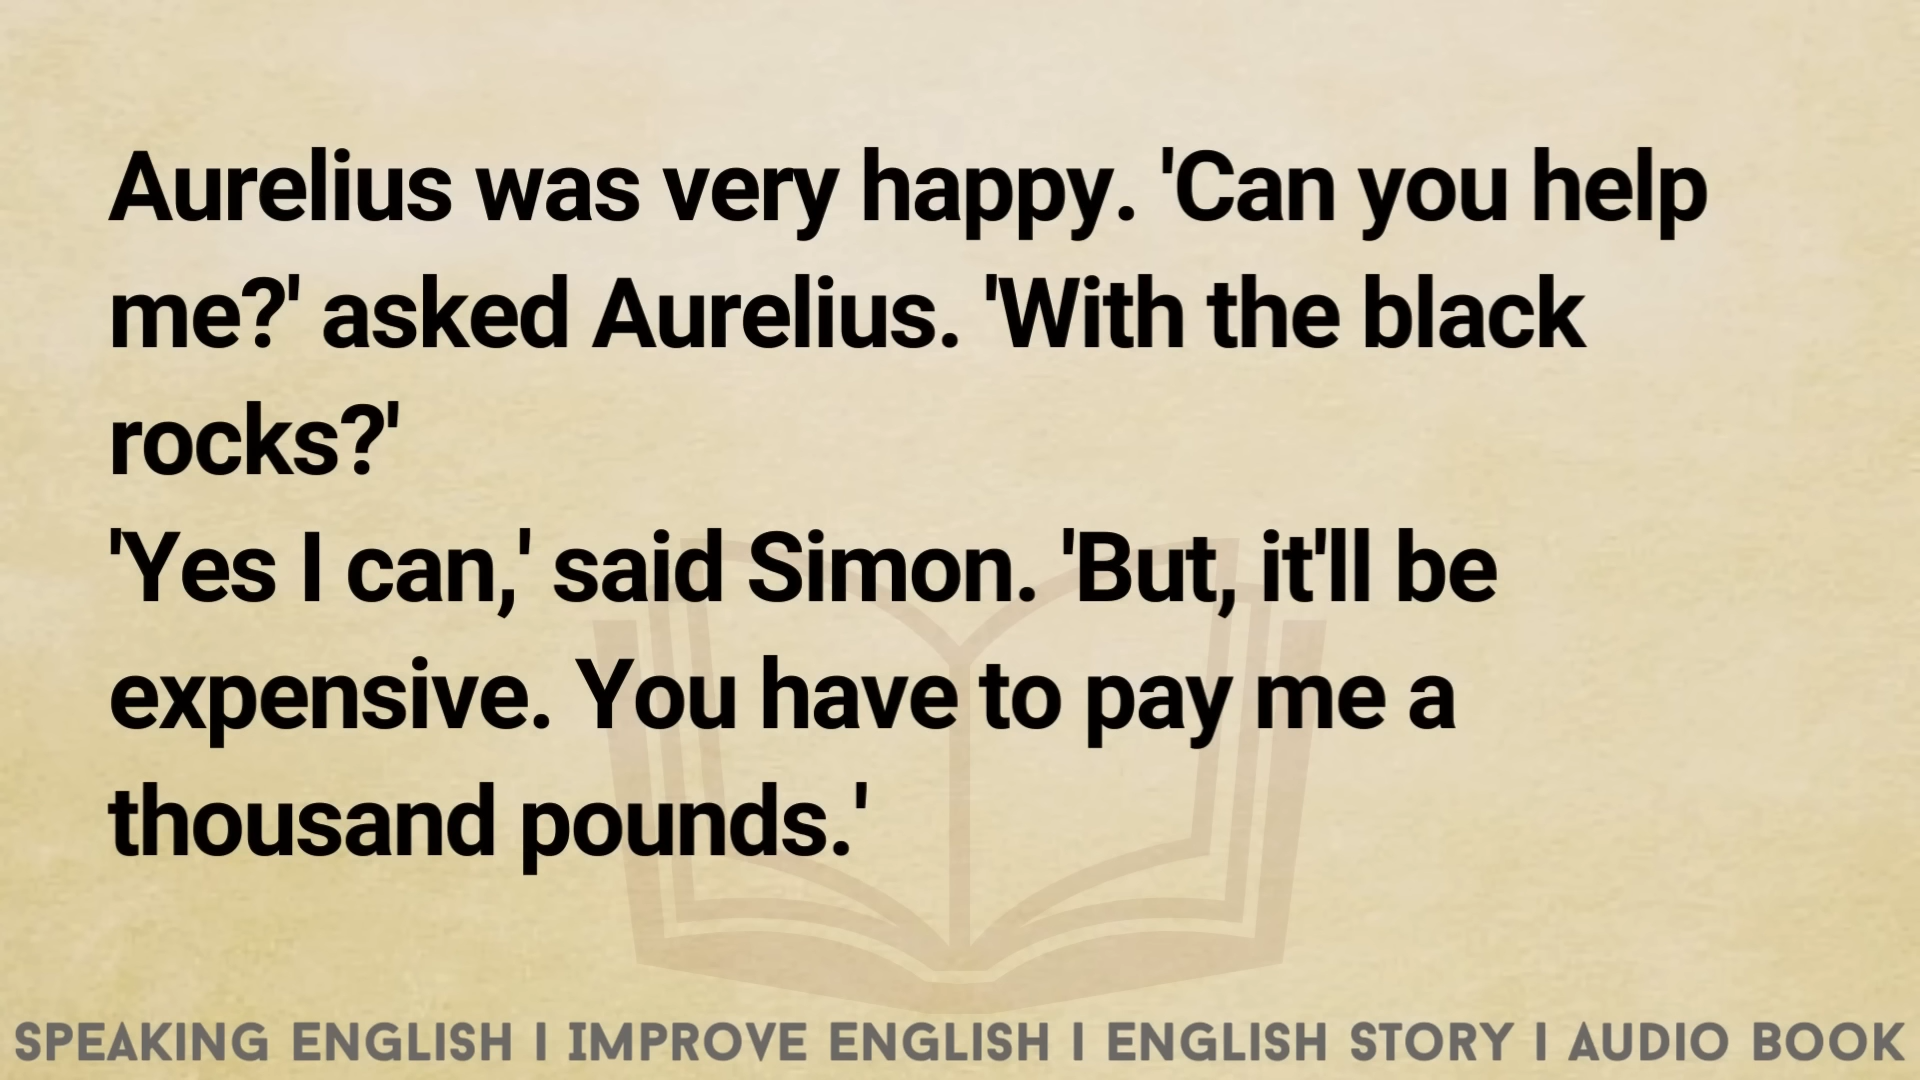 Aurelius was very happy. 'Can you help
me?' asked Aurelius. 'With the black
rocks?'
'Yes I can,' said Simon. 'But, it'll be
expensive. You have to pay me a
thousand pounds.'
SPEAKING ENGLISH I IMPROVE ENGLISH I ENGLISH STORY I AUDIO BOOK